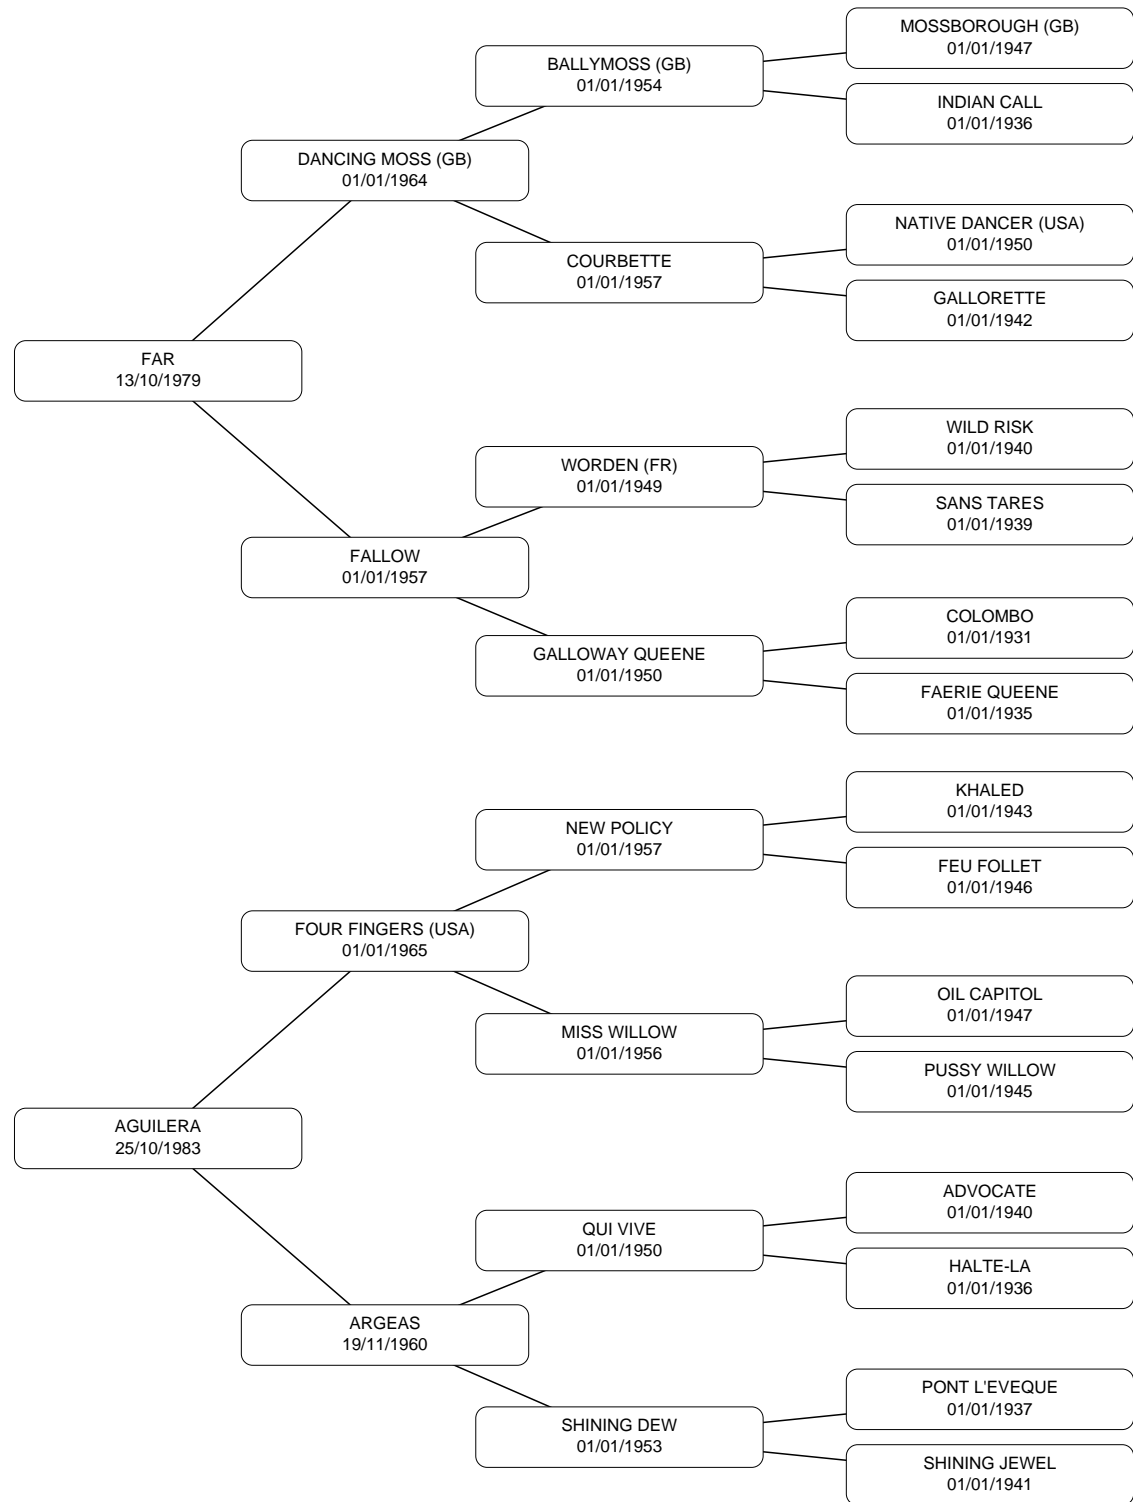 MOSSBOROUGH (GB)
01/01/1947
BALLYMOSS (GB)
01/01/1954
INDIAN CALL
01/01/1936
DANCING MOSS (GB)
01/01/1964
NATIVE DANCER (USA)
01/01/1950
COURBETTE
01/01/1957
GALLORETTE
01/01/1942
FAR
13/10/1979
WILD RISK
01/01/1940
WORDEN (FR)
01/01/1949
SANS TARES
01/01/1939
FALLOW
01/01/1957
COLOMBO
01/01/1931
GALLOWAY QUEENE
01/01/1950
FAERIE QUEENE
01/01/1935
KHALED
01/01/1943
NEW POLICY
01/01/1957
FEU FOLLET
01/01/1946
FOUR FINGERS (USA)
01/01/1965
OIL CAPITOL
01/01/1947
MISS WILLOW
01/01/1956
PUSSY WILLOW
01/01/1945
AGUILERA
25/10/1983
ADVOCATE
01/01/1940
QUI VIVE
01/01/1950
HALTE-LA
01/01/1936
ARGEAS
19/11/1960
PONT L'EVEQUE
01/01/1937
SHINING DEW
01/01/1953
SHINING JEWEL
01/01/1941